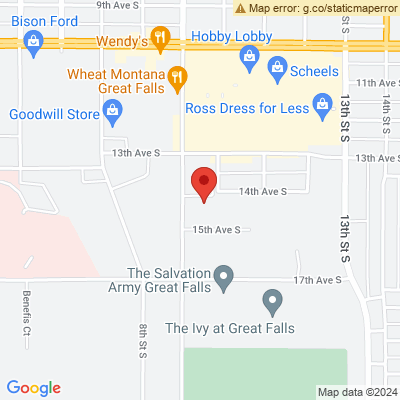 9th Ave S
Map error: g.co/staticmaperror
Bison Ford
Wendy's
Hobby Lobby
Scheels
Wheat Montana
Great Falls
11th Ave S
14th St S
Goodwill Store
Ross Dress for Less
13th St S
13th Ave S
13th Ave S
14th Ave S
13th St S
15th Ave S
The Salvation
Army Great Falls
17th Ave S
Benefis Ct
8th St S
The Ivy at Great Falls
Google
Map data ©2024